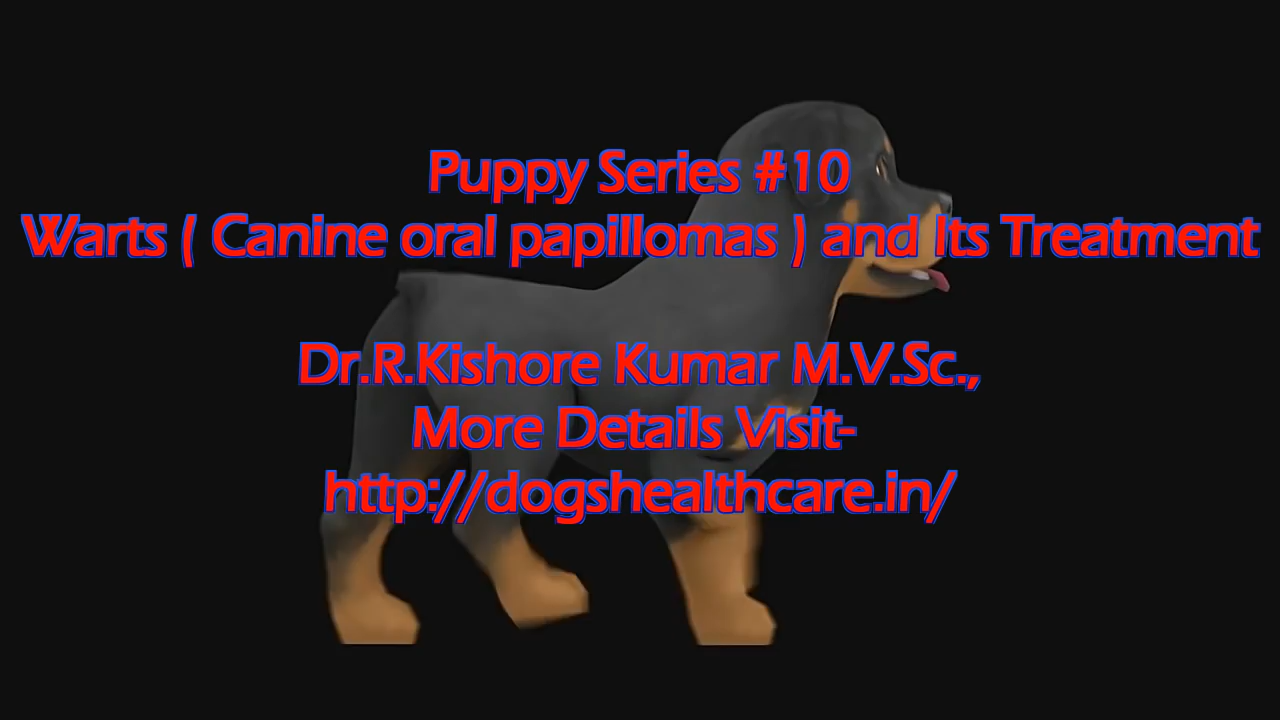 Puppy Series #10
Warts ( Canine oral papillomas ) and Its Treatment
Dr.R.Kishore Kumar M.V.Sc.,
More Details Visit-
http://dogshealthcare.in/